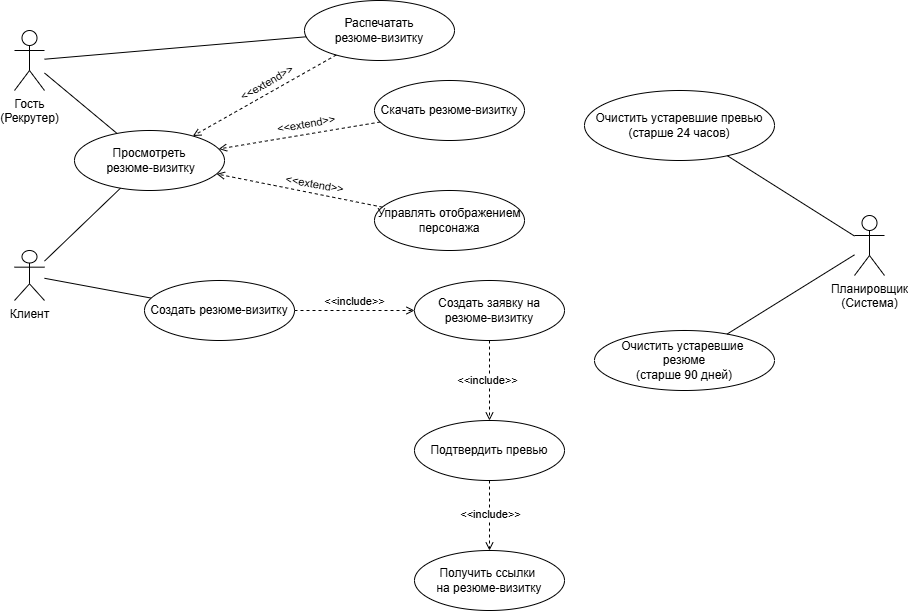 Распечатать
резюме-визитку
Гость
(Рекрутер)
<<extend>>
Скачать резюме-визитку
<<extend>>
Просмотреть
резюме-визитку
<<extend>>
Управлять отображением
персонажа
Очистить устаревшие превью
(старше 24 часов)
Планировщик
(Система)
Клиент
Создать резюме-визитку
<<include>>
Создать заявку на
резюме-визитку
Очистить устаревшие
резюме
(старше 90 дней)
<<include>>
Подтвердить превью
<<include>>
Получить ссылки
на резюме-визитку